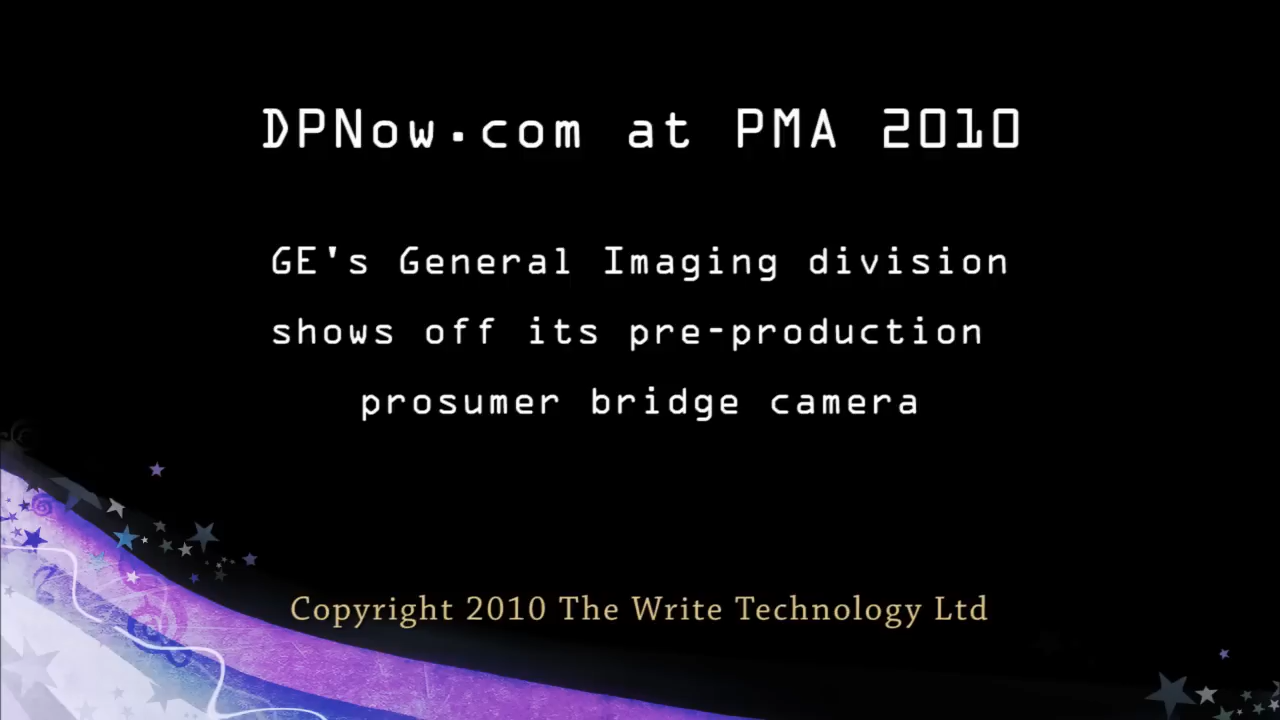 DPNow.com at PMA 2010
GE's General Imaging division
shows off its pre-production
prosumer bridge camera
Copyright 2010 The Write Technology Ltd